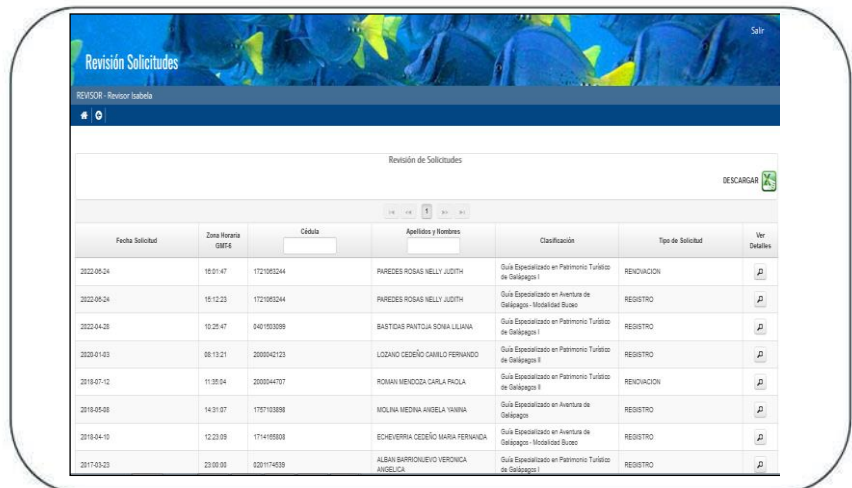 Salir
Revisión Solicitudes
REVISOR - Revisor Isabela
Revisión de Solicitudes
DESCARGAR
1
Fecha Solicitud Zona Horaria GMT-6 Cédula Apellidos y Nombres Clasificación Tipo de Solicitud Ver Detalles
2022-06-24 16:01:47 1721063244 PAREDES ROSAS NELLY JUDITH Guía Especializado en Patrimonio Turístico de Galápagos I RENOVACION
2022-06-24 15:12:23 1721063244 PAREDES ROSAS NELLY JUDITH Guía Especializado en Aventura de Galápagos - Modalidad Buceo REGISTRO
2022-04-28 10:25:47 0401503099 BASTIDAS PANTOJA SONIA LILIANA Guía Especializado en Patrimonio Turístico de Galápagos I REGISTRO
2020-01-03 08:13:21 2000042123 LOZANO CEDEÑO CAMILO FERNANDO Guía Especializado en Patrimonio Turístico de Galápagos II REGISTRO
2018-07-12 11:35:04 2000044707 ROMAN MENDOZA CARLA PAOLA Guía Especializado en Patrimonio Turístico de Galápagos II RENOVACION
2018-05-08 14:31:07 1757103898 MOLINA MEDINA ANGELA YANINA Guía Especializado en Aventura de Galápagos REGISTRO
2018-04-10 12:23:09 1714165808 ECHEVERRIA CEDEÑO MARIA FERNANDA Guía Especializado en Aventura de Galápagos - Modalidad Buceo REGISTRO
2017-03-23 23:00:00 0201174639 ALBAN BARRIONUEVO VERONICA ANGELICA Guía Especializado en Patrimonio Turístico de Galápagos I REGISTRO